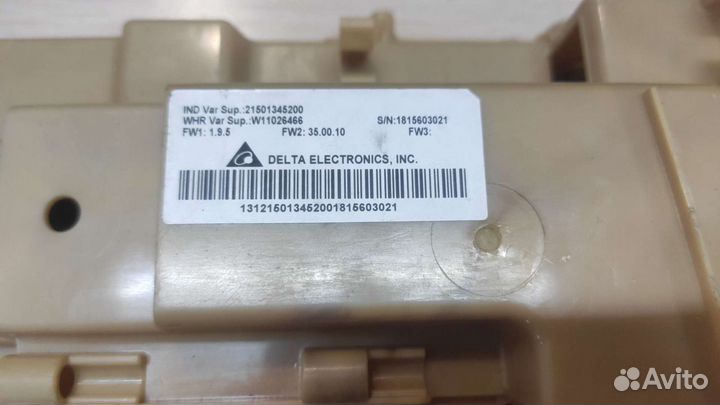 IND Var Sup.:21501345200
WHR Var Sup.:W11026466 S/N:1815603021
FW1: 1.9.5 FW2: 35.00.10 FW3:
DELTA ELECTRONICS, INC.
131215013452001815603021
Avito